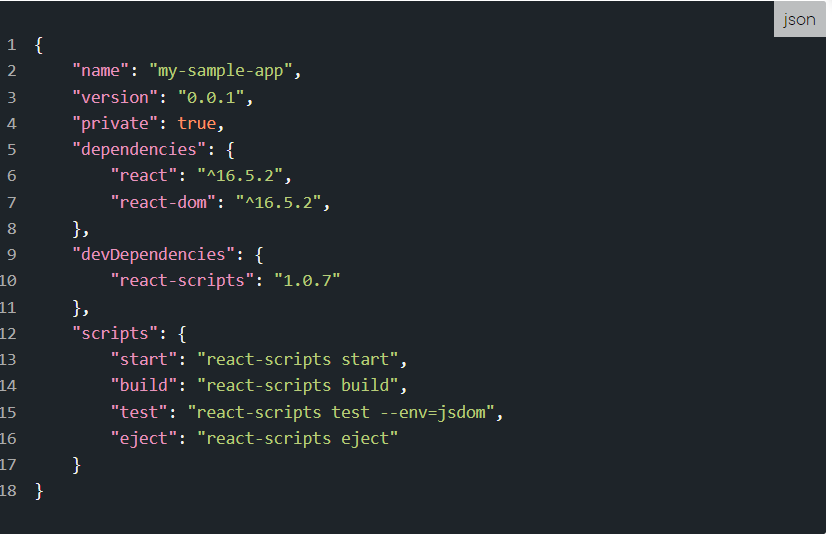 json
1 {
2     "name": "my-sample-app",
3     "version": "0.0.1",
4     "private": true,
5     "dependencies": {
6         "react": "^16.5.2",
7         "react-dom": "^16.5.2",
8     },
9     "devDependencies": {
10         "react-scripts": "1.0.7"
11     },
12     "scripts": {
13         "start": "react-scripts start",
14         "build": "react-scripts build",
15         "test": "react-scripts test --env=jsdom",
16         "eject": "react-scripts eject"
17     }
18 }